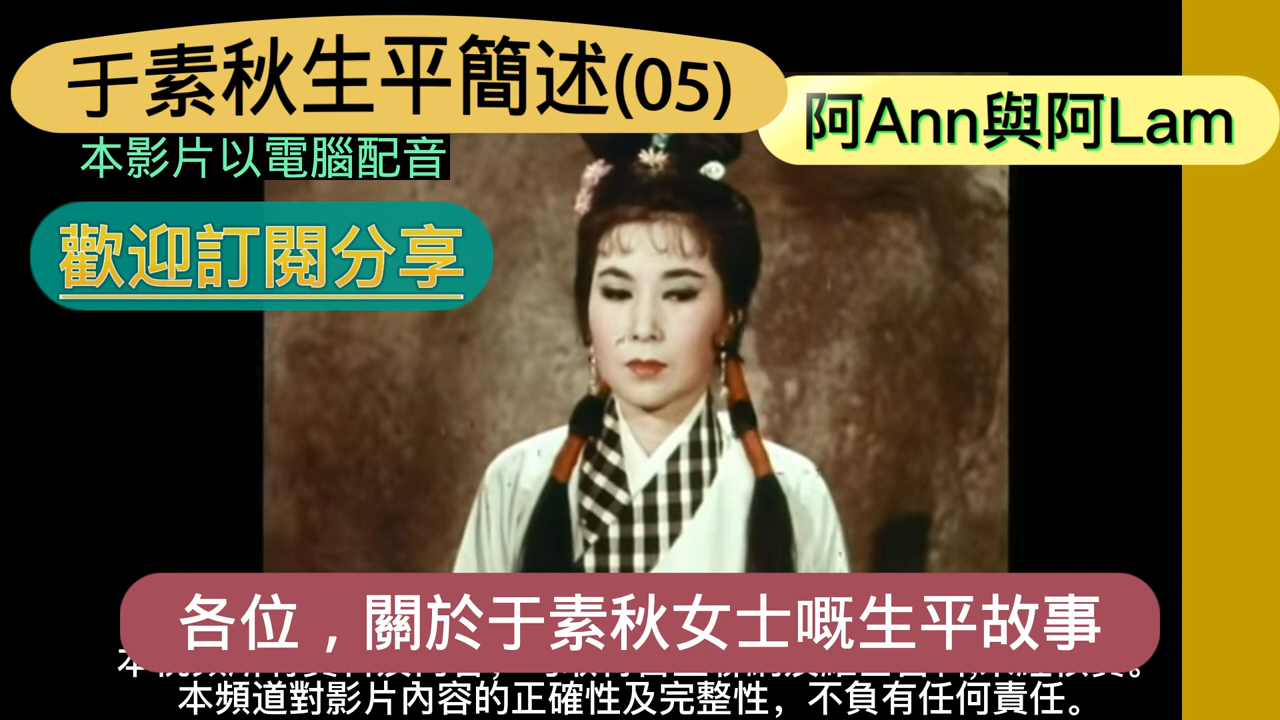 于素秋生平簡述(05)
阿Ann與阿Lam
本影片以電腦配音
歡迎訂閱分享
各位，關於于素秋女士嘅生平故事
本頻道對影片內容的正確性及完整性，不負有任何責任。